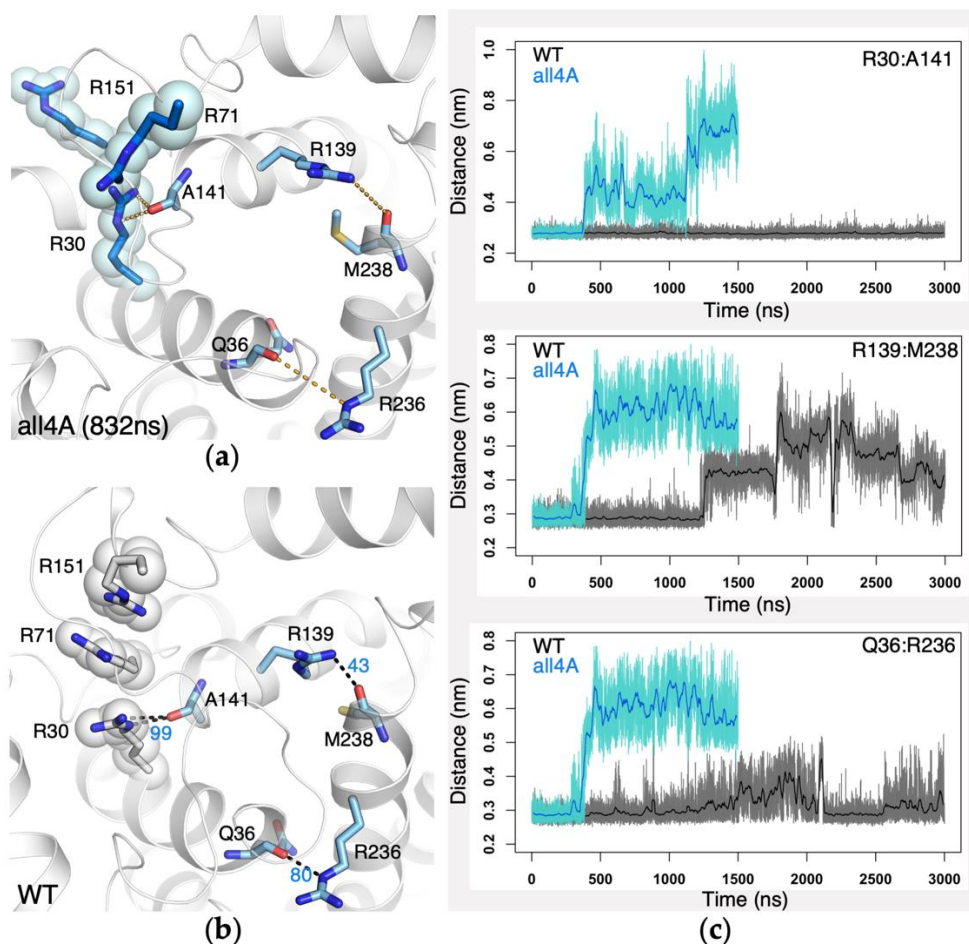 R151
R71
R139
A141
R30
M238
Q36
R236
all4A (832ns)
(a)
R151
R71
R139
43
A141
R30
99
M238
Q36
R236
80
WT
(b)
WT
all4A
R30:A141
Distance (nm)
1.0
0.8
0.6
0.4
0.2
0 500 1000 1500 2000 2500 3000
Time (ns)
WT
all4A
R139:M238
Distance (nm)
0.8
0.7
0.6
0.5
0.4
0.3
0.2
0 500 1000 1500 2000 2500 3000
Time (ns)
WT
all4A
Q36:R236
Distance (nm)
0.8
0.7
0.6
0.5
0.4
0.3
0.2
0 500 1000 1500 2000 2500 3000
Time (ns)
(c)